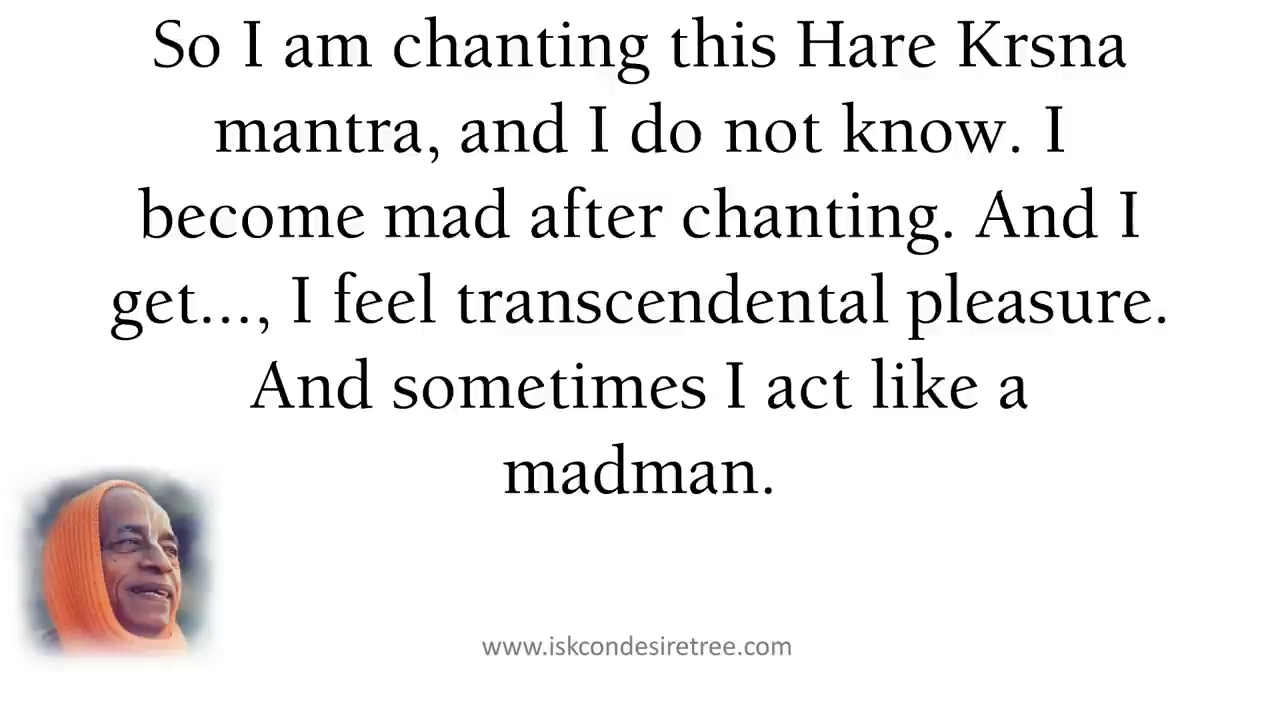 So I am chanting this Hare Krsna
mantra, and I do not know. I
become mad after chanting. And I
get..., I feel transcendental pleasure.
And sometimes I act like a
madman.
www.iskcondesiretree.com